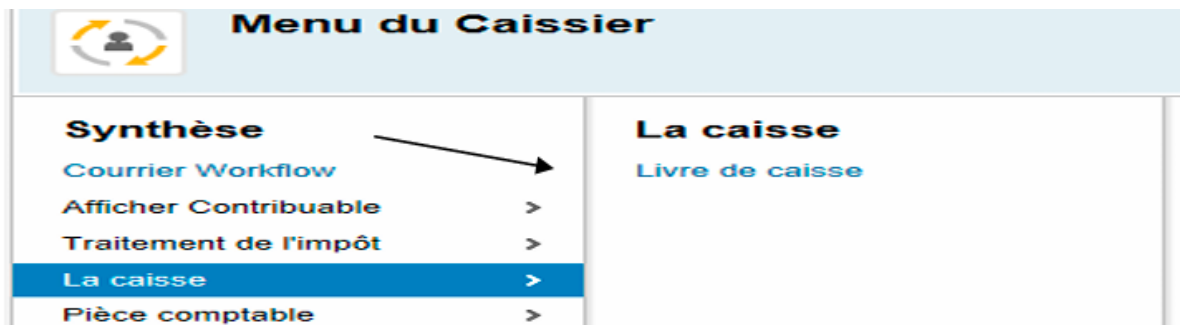 Menu du Caissier
Synthèse
Courrier Workflow
Afficher Contribuable >
Traitement de l'impôt >
La caisse >
Pièce comptable >
La caisse
Livre de caisse